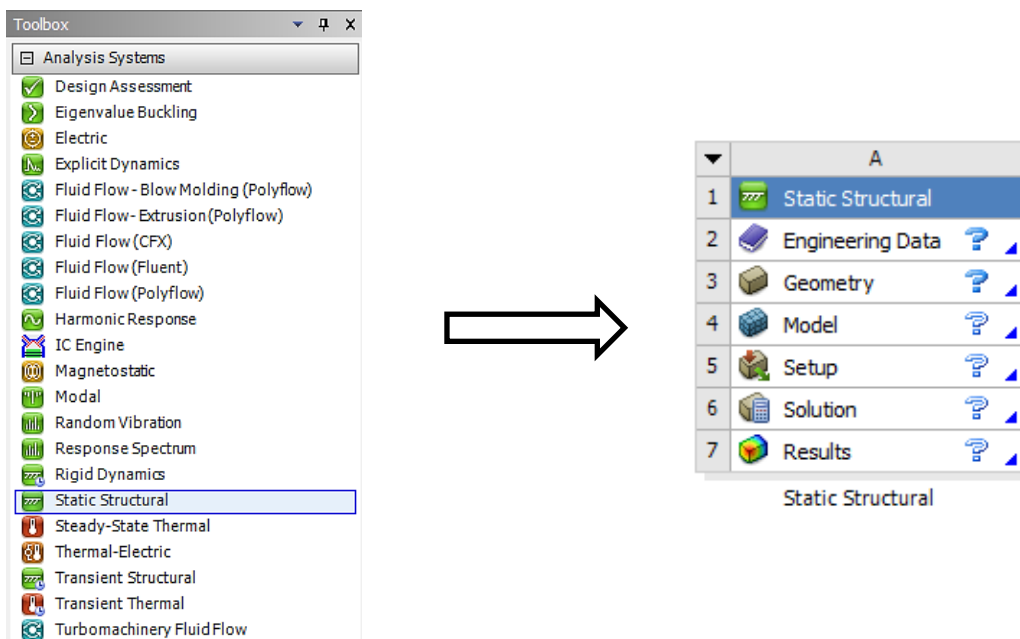 Toolbox
Analysis Systems
Design Assessment
Eigenvalue Buckling
Electric
Explicit Dynamics
Fluid Flow - Blow Molding (Polyflow)
Fluid Flow- Extrusion (Polyflow)
Fluid Flow (CFX)
Fluid Flow (Fluent)
Fluid Flow (Polyflow)
Harmonic Response
IC Engine
Magnetostatic
Modal
Random Vibration
Response Spectrum
Rigid Dynamics
Static Structural
Steady-State Thermal
Thermal-Electric
Transient Structural
Transient Thermal
Turbomachinery Fluid Flow
A
1 Static Structural
2 Engineering Data ?
3 Geometry ?
4 Model ?
5 Setup ?
6 Solution ?
7 Results ?
Static Structural